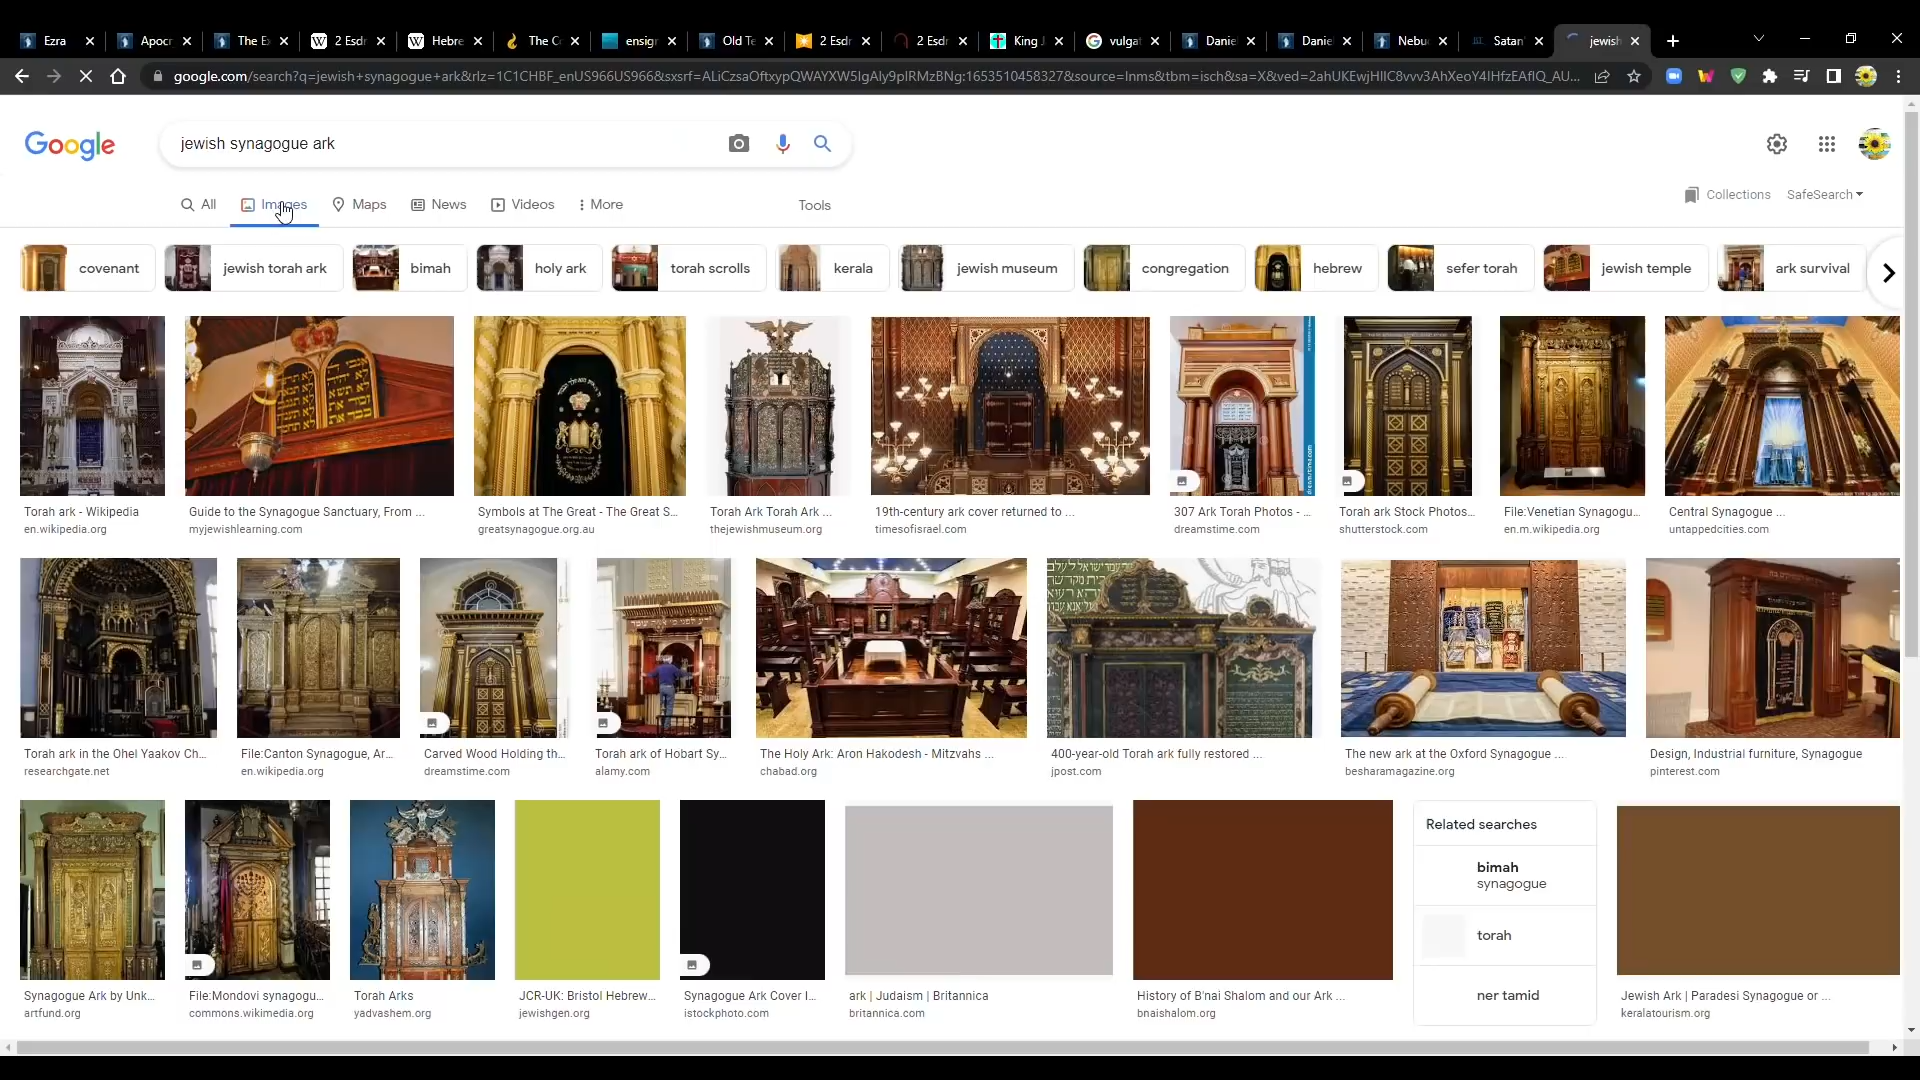 Ezra
Apocr
The Ex
2 Esdr
Hebre
The C
ensign
Old Te
2 Esdr
2 Esdr
King J
vulgat
Daniel
Daniel
Nebuc
Satan'
jewish
google.com/search?q=jewish+synagogue+ark&rlz=1C1CHBF_enUS966US966&sxsrf=ALiCzsaOftxypQWAYXW5IgAly9pIRMzBNg:1653510458327&source=lnms&tbm=isch&sa=X&ved=2ahUKEwjHlIC8vvv3AhXeoY4IHfzEAfIQ_AU...
Google
jewish synagogue ark
Collections SafeSearch
All Images Maps News Videos More Tools
covenant
jewish torah ark
bimah
holy ark
torah scrolls
kerala
jewish museum
congregation
hebrew
sefer torah
jewish temple
ark survival
Torah ark - Wikipedia
en.wikipedia.org
Guide to the Synagogue Sanctuary, From ...
myjewishlearning.com
Symbols at The Great - The Great S...
greatsynagogue.org.au
Torah Ark Torah Ark ...
thejewishmuseum.org
19th-century ark cover returned to ...
timesofisrael.com
307 Ark Torah Photos - ...
dreamstime.com
Torah ark Stock Photos...
shutterstock.com
File:Venetian Synagogu...
en.m.wikipedia.org
Central Synagogue ...
untappedcities.com
Torah ark in the Ohel Yaakov Ch...
researchgate.net
File:Canton Synagogue, Ar...
en.wikipedia.org
Carved Wood Holding th...
dreamstime.com
Torah ark of Hobart Sy...
alamy.com
The Holy Ark: Aron Hakodesh - Mitzvahs ...
chabad.org
400-year-old Torah ark fully restored ...
jpost.com
The new ark at the Oxford Synagogue ...
besharamagazine.org
Design, Industrial furniture, Synagogue
pinterest.com
Synagogue Ark by Unk...
artfund.org
File:Mondovi synagogu...
commons.wikimedia.org
Torah Arks
yadvashem.org
JCR-UK: Bristol Hebrew...
jewishgen.org
Synagogue Ark Cover I...
istockphoto.com
ark | Judaism | Britannica
britannica.com
History of B'nai Shalom and our Ark ...
bnaishalom.org
Related searches
bimah
synagogue
torah
ner tamid
Jewish Ark | Paradesi Synagogue or ...
keralatourism.org